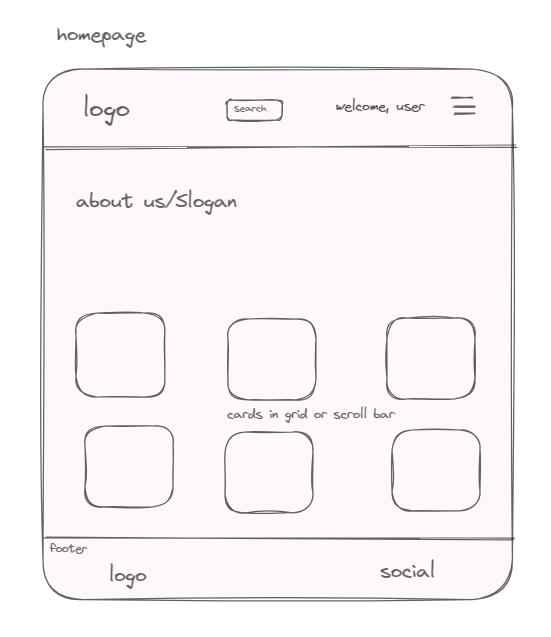 homepage
logo
search
welcome, user
about us/Slogan
cards in grid or scroll bar
footer
logo
social